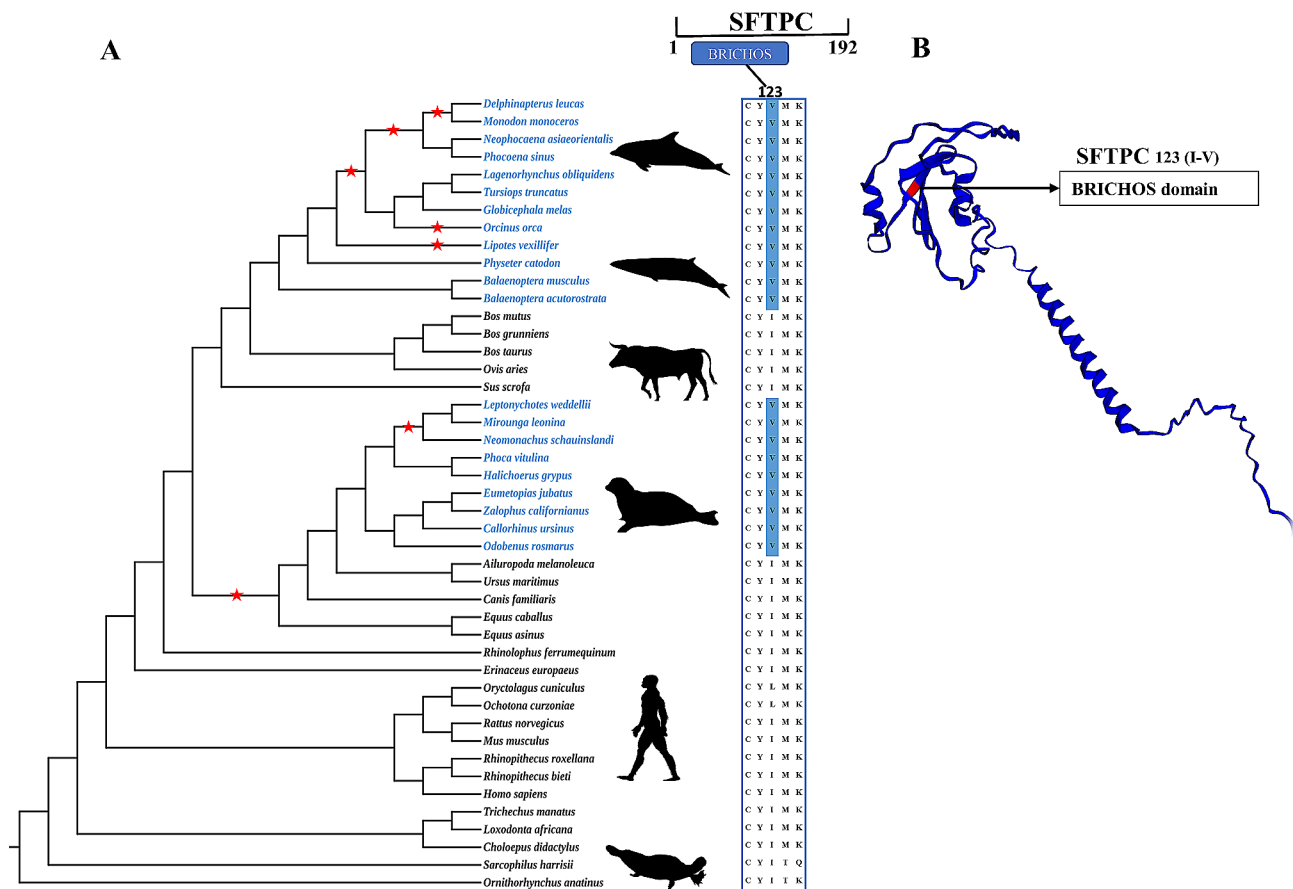 A
SFTPC
1 192
BRICHOS
B
123
Delphinapterus leucas C Y V M K
Monodon monoceros C Y V M K
Neophocaena asiaeorientalis C Y V M K
Phocoena sinus C Y V M K
Lagenorhynchus obliquidens C Y V M K
Tursiops truncatus C Y V M K
Globicephala melas C Y V M K
Orcinus orca C Y V M K
Lipotes vexillifer C Y V M K
Physeter catodon C Y V M K
Balaenoptera musculus C Y V M K
Balaenoptera acutorostrata C Y V M K
Bos mutus C Y I M K
Bos grunniens C Y I M K
Bos taurus C Y I M K
Ovis aries C Y I M K
Sus scrofa C Y I M K
Leptonychotes weddellii C Y V M K
Mirounga leonina C Y V M K
Neomonachus schauinslandi C Y V M K
Phoca vitulina C Y V M K
Halichoerus grypus C Y V M K
Eumetopias jubatus C Y V M K
Zalophus californianus C Y V M K
Callorhinus ursinus C Y V M K
Odobenus rosmarus C Y V M K
Ailuropoda melanoleuca C Y I M K
Ursus maritimus C Y I M K
Canis familiaris C Y I M K
Equus caballus C Y I M K
Equus asinus C Y I M K
Rhinolophus ferrumequinum C Y I M K
Erinaceus europaeus C Y I M K
Oryctolagus cuniculus C Y L M K
Ochotona curzoniae C Y L M K
Rattus norvegicus C Y I M K
Mus musculus C Y I M K
Rhinopithecus roxellana C Y I M K
Rhinopithecus bieti C Y I M K
Homo sapiens C Y I M K
Trichechus manatus C Y I M K
Loxodonta africana C Y I M K
Choloepus didactylus C Y I M K
Sarcophilus harrisii C Y I T Q
Ornithorhynchus anatinus C Y I T K
SFTPC 123 (I-V)
BRICHOS domain